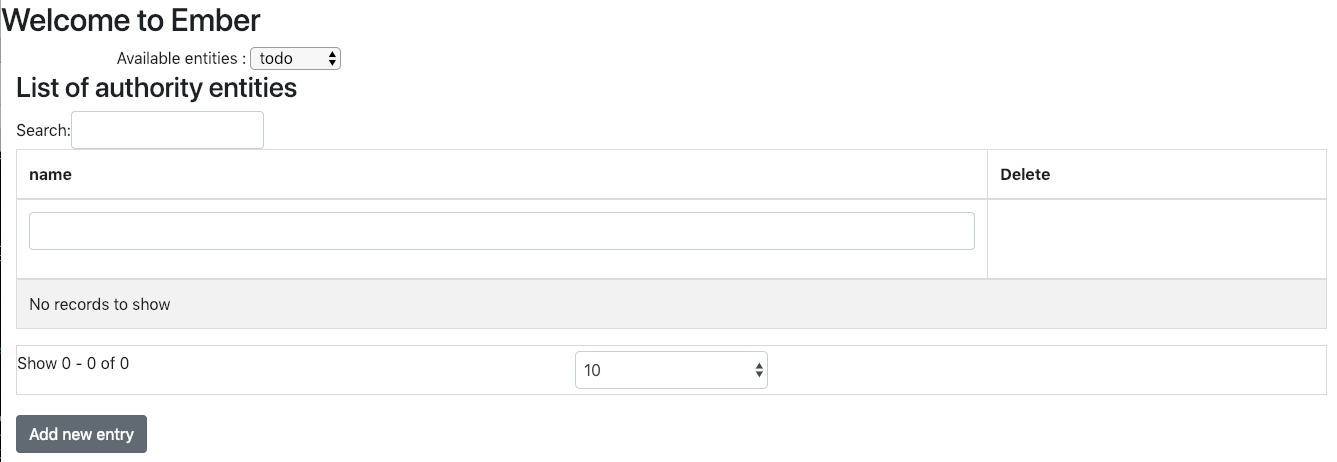 Welcome to Ember
Available entities : todo
List of authority entities
Search:
name Delete
No records to show
Show 0 - 0 of 0 10
Add new entry